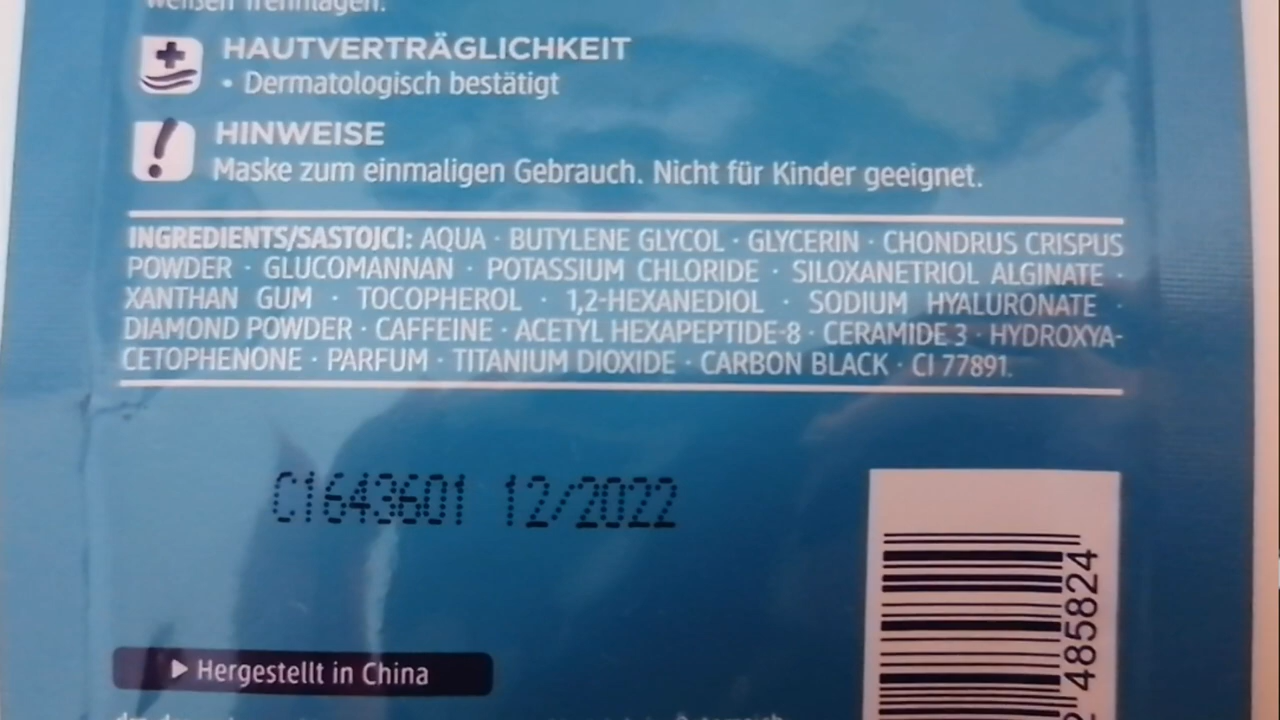 weißen Trennlagen.
HAUTVERTRÄGLICHKEIT
• Dermatologisch bestätigt
HINWEISE
Maske zum einmaligen Gebrauch. Nicht für Kinder geeignet.
INGREDIENTS/SASTOJCI: AQUA · BUTYLENE GLYCOL · GLYCERIN · CHONDRUS CRISPUS
POWDER · GLUCOMANNAN · POTASSIUM CHLORIDE · SILOXANETRIOL ALGINATE ·
XANTHAN GUM · TOCOPHEROL · 1,2-HEXANEDIOL · SODIUM HYALURONATE ·
DIAMOND POWDER · CAFFEINE · ACETYL HEXAPEPTIDE-8 · CERAMIDE 3 · HYDROXYA-
CETOPHENONE · PARFUM · TITANIUM DIOXIDE · CARBON BLACK · CI 77891.
C1643601 12/2022
485824
▶ Hergestellt in China